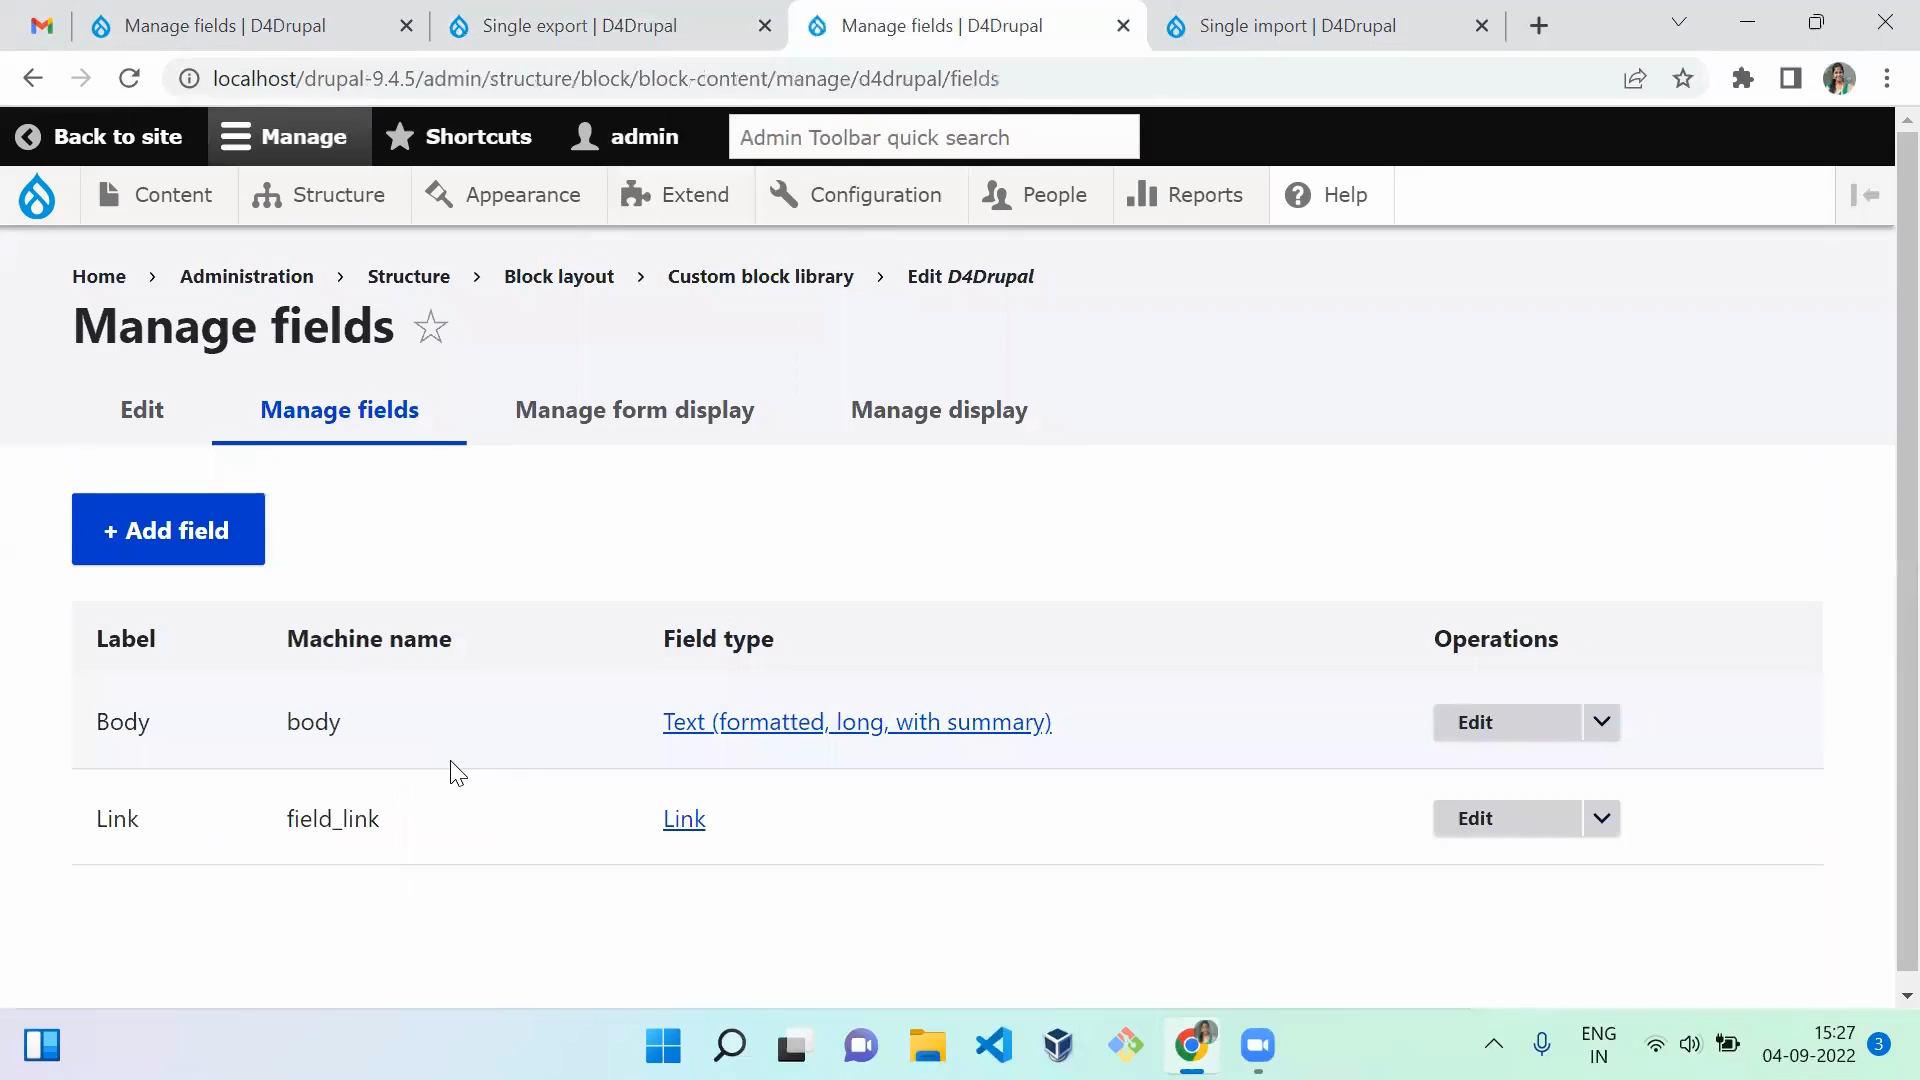 Manage fields | D4Drupal
Single export | D4Drupal
Manage fields | D4Drupal
Single import | D4Drupal
localhost/drupal-9.4.5/admin/structure/block/block-content/manage/d4drupal/fields
Back to site
Manage
Shortcuts
admin
Admin Toolbar quick search
Content
Structure
Appearance
Extend
Configuration
People
Reports
Help
Home › Administration › Structure › Block layout › Custom block library › Edit D4Drupal
Manage fields
Edit
Manage fields
Manage form display
Manage display
+ Add field
Label Machine name Field type Operations
Body body Text (formatted, long, with summary) Edit
Link field_link Link Edit
ENG
IN
15:27
04-09-2022
3